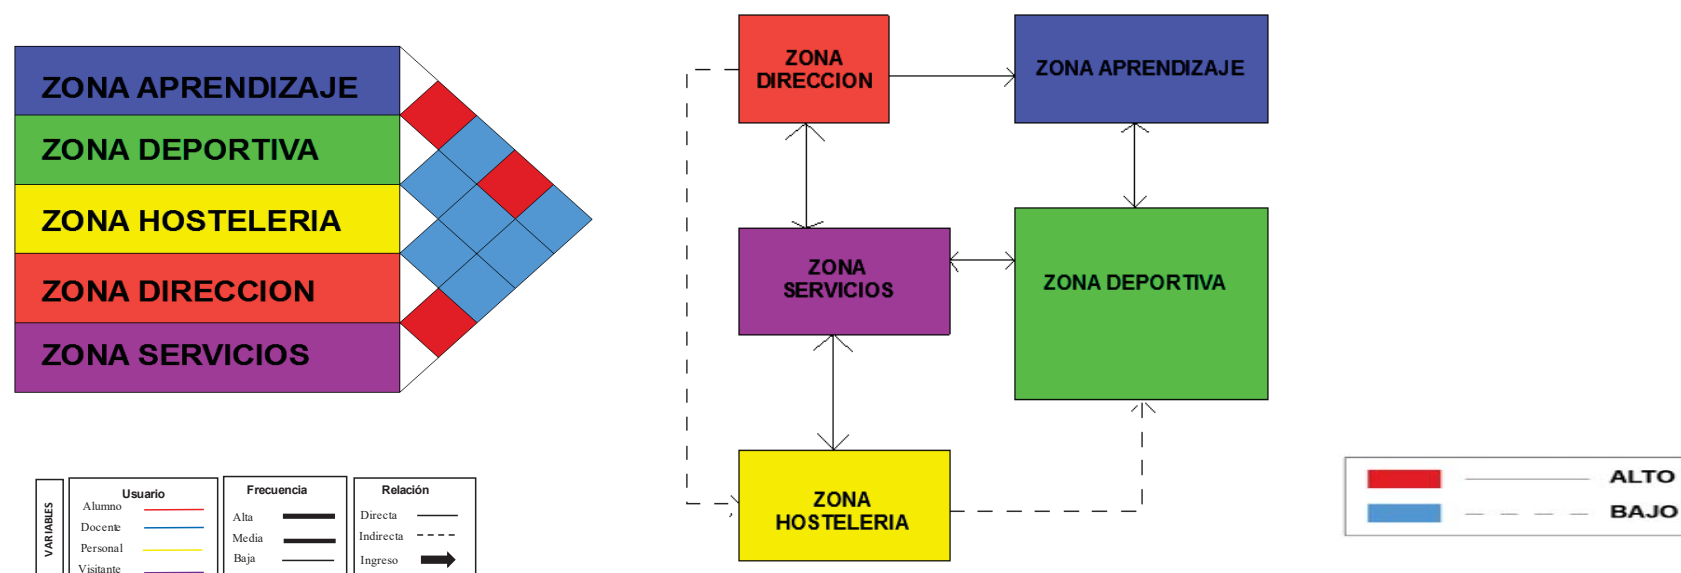 ZONA APRENDIZAJE
ZONA DEPORTIVA
ZONA HOSTELERIA
ZONA DIRECCION
ZONA SERVICIOS
ZONA
DIRECCION
ZONA APRENDIZAJE
ZONA
SERVICIOS
ZONA DEPORTIVA
ZONA
HOSTELERIA
ALTO
BAJO
VARIABLES
Usuario
Alumno
Docente
Personal
Visitante
Frecuencia
Alta
Media
Baja
Relación
Directa
Indirecta
Ingreso